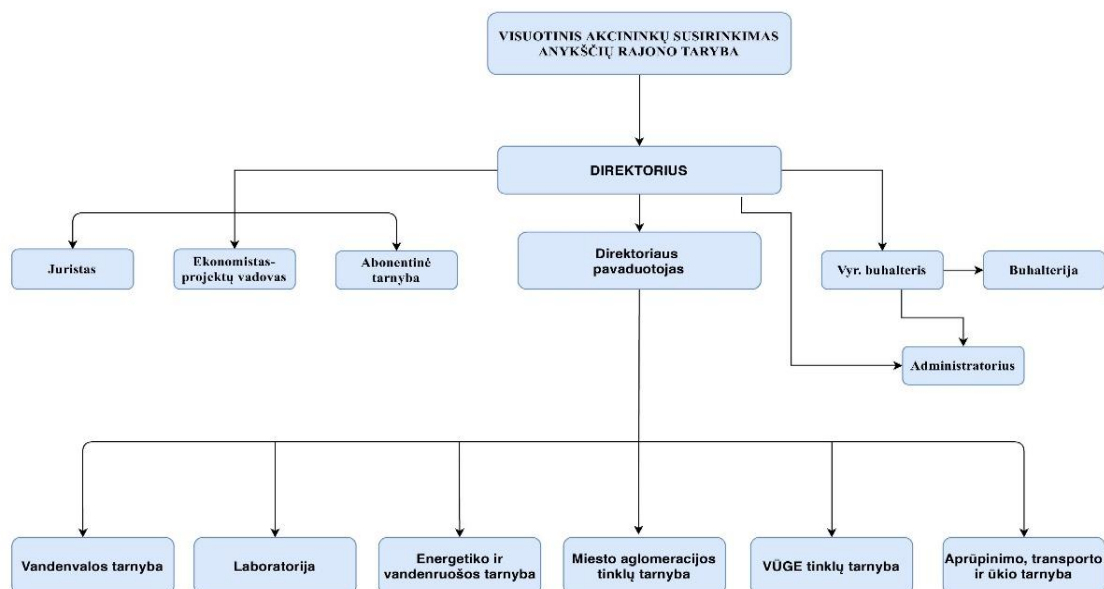 VISUOTINIS AKCININKŲ SUSIRINKIMAS
ANYKŠČIŲ RAJONO TARYBA
DIREKTORIUS
Juristas
Ekonomistas-
projektų vadovas
Abonentinė
tarnyba
Direktoriaus
pavaduotojas
Vyr. buhalteris
Buhalterija
Administratorius
Vandenvalos tarnyba
Laboratorija
Energetiko ir
vandenruošos tarnyba
Miesto aglomeracijos
tinklų tarnyba
VŪGE tinklų tarnyba
Aprūpinimo, transporto
ir ūkio tarnyba